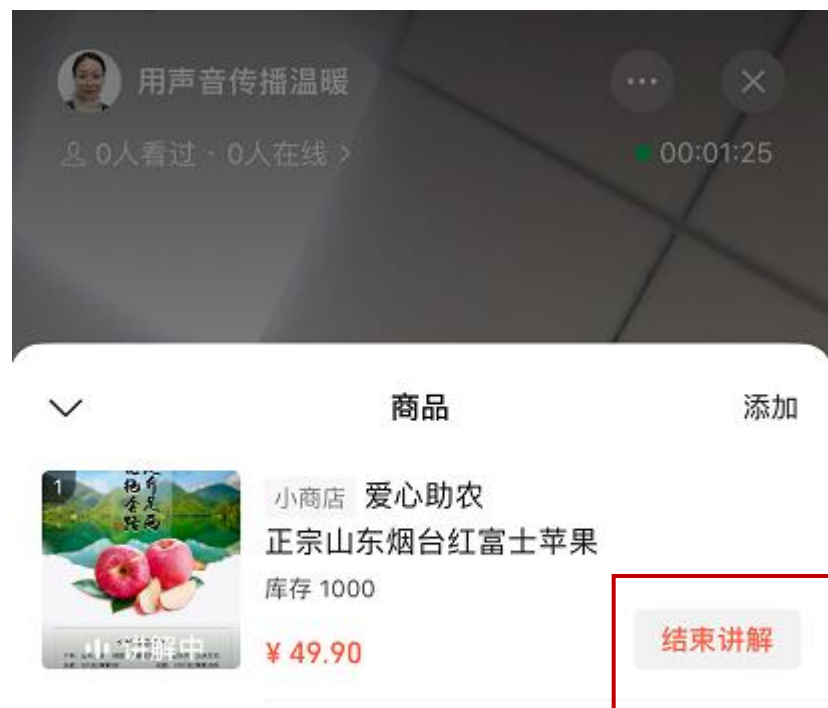 用声音传播温暖
0人看过 · 0人在线 >
00:01:25
商品
添加
1
讲解中
小商店 爱心助农
正宗山东烟台红富士苹果
库存 1000
¥ 49.90
结束讲解